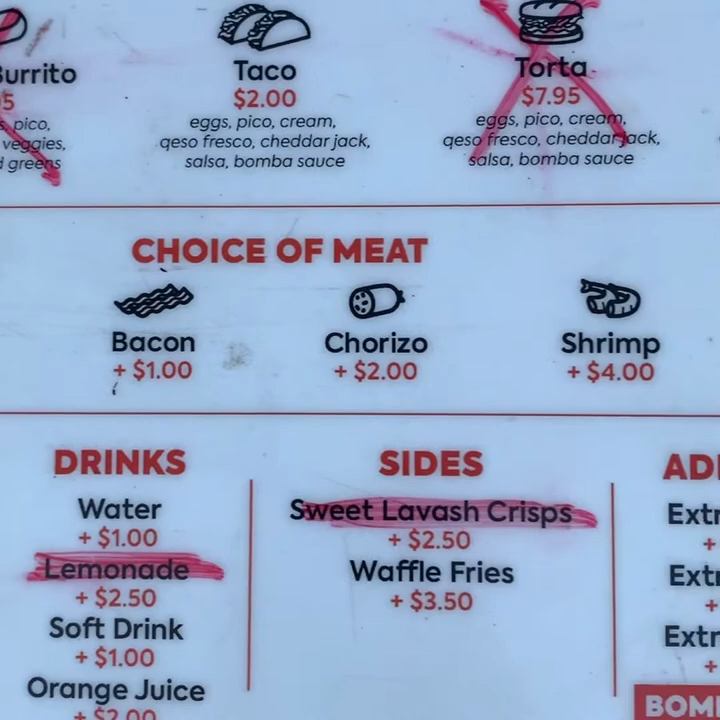 Burrito
Taco
Torta
$2.00
$7.95
eggs, pico, cream,
qeso fresco, cheddar jack,
salsa, bomba sauce
eggs, pico, cream,
qeso fresco, cheddar jack,
salsa, bomba sauce
pico,
veggies,
greens
CHOICE OF MEAT
Bacon
+ $1.00
Chorizo
+ $2.00
Shrimp
+ $4.00
DRINKS
Water
+ $1.00
Lemonade
+ $2.50
Soft Drink
+ $1.00
Orange Juice
+ $2.00
SIDES
Sweet Lavash Crisps
+ $2.50
Waffle Fries
+ $3.50